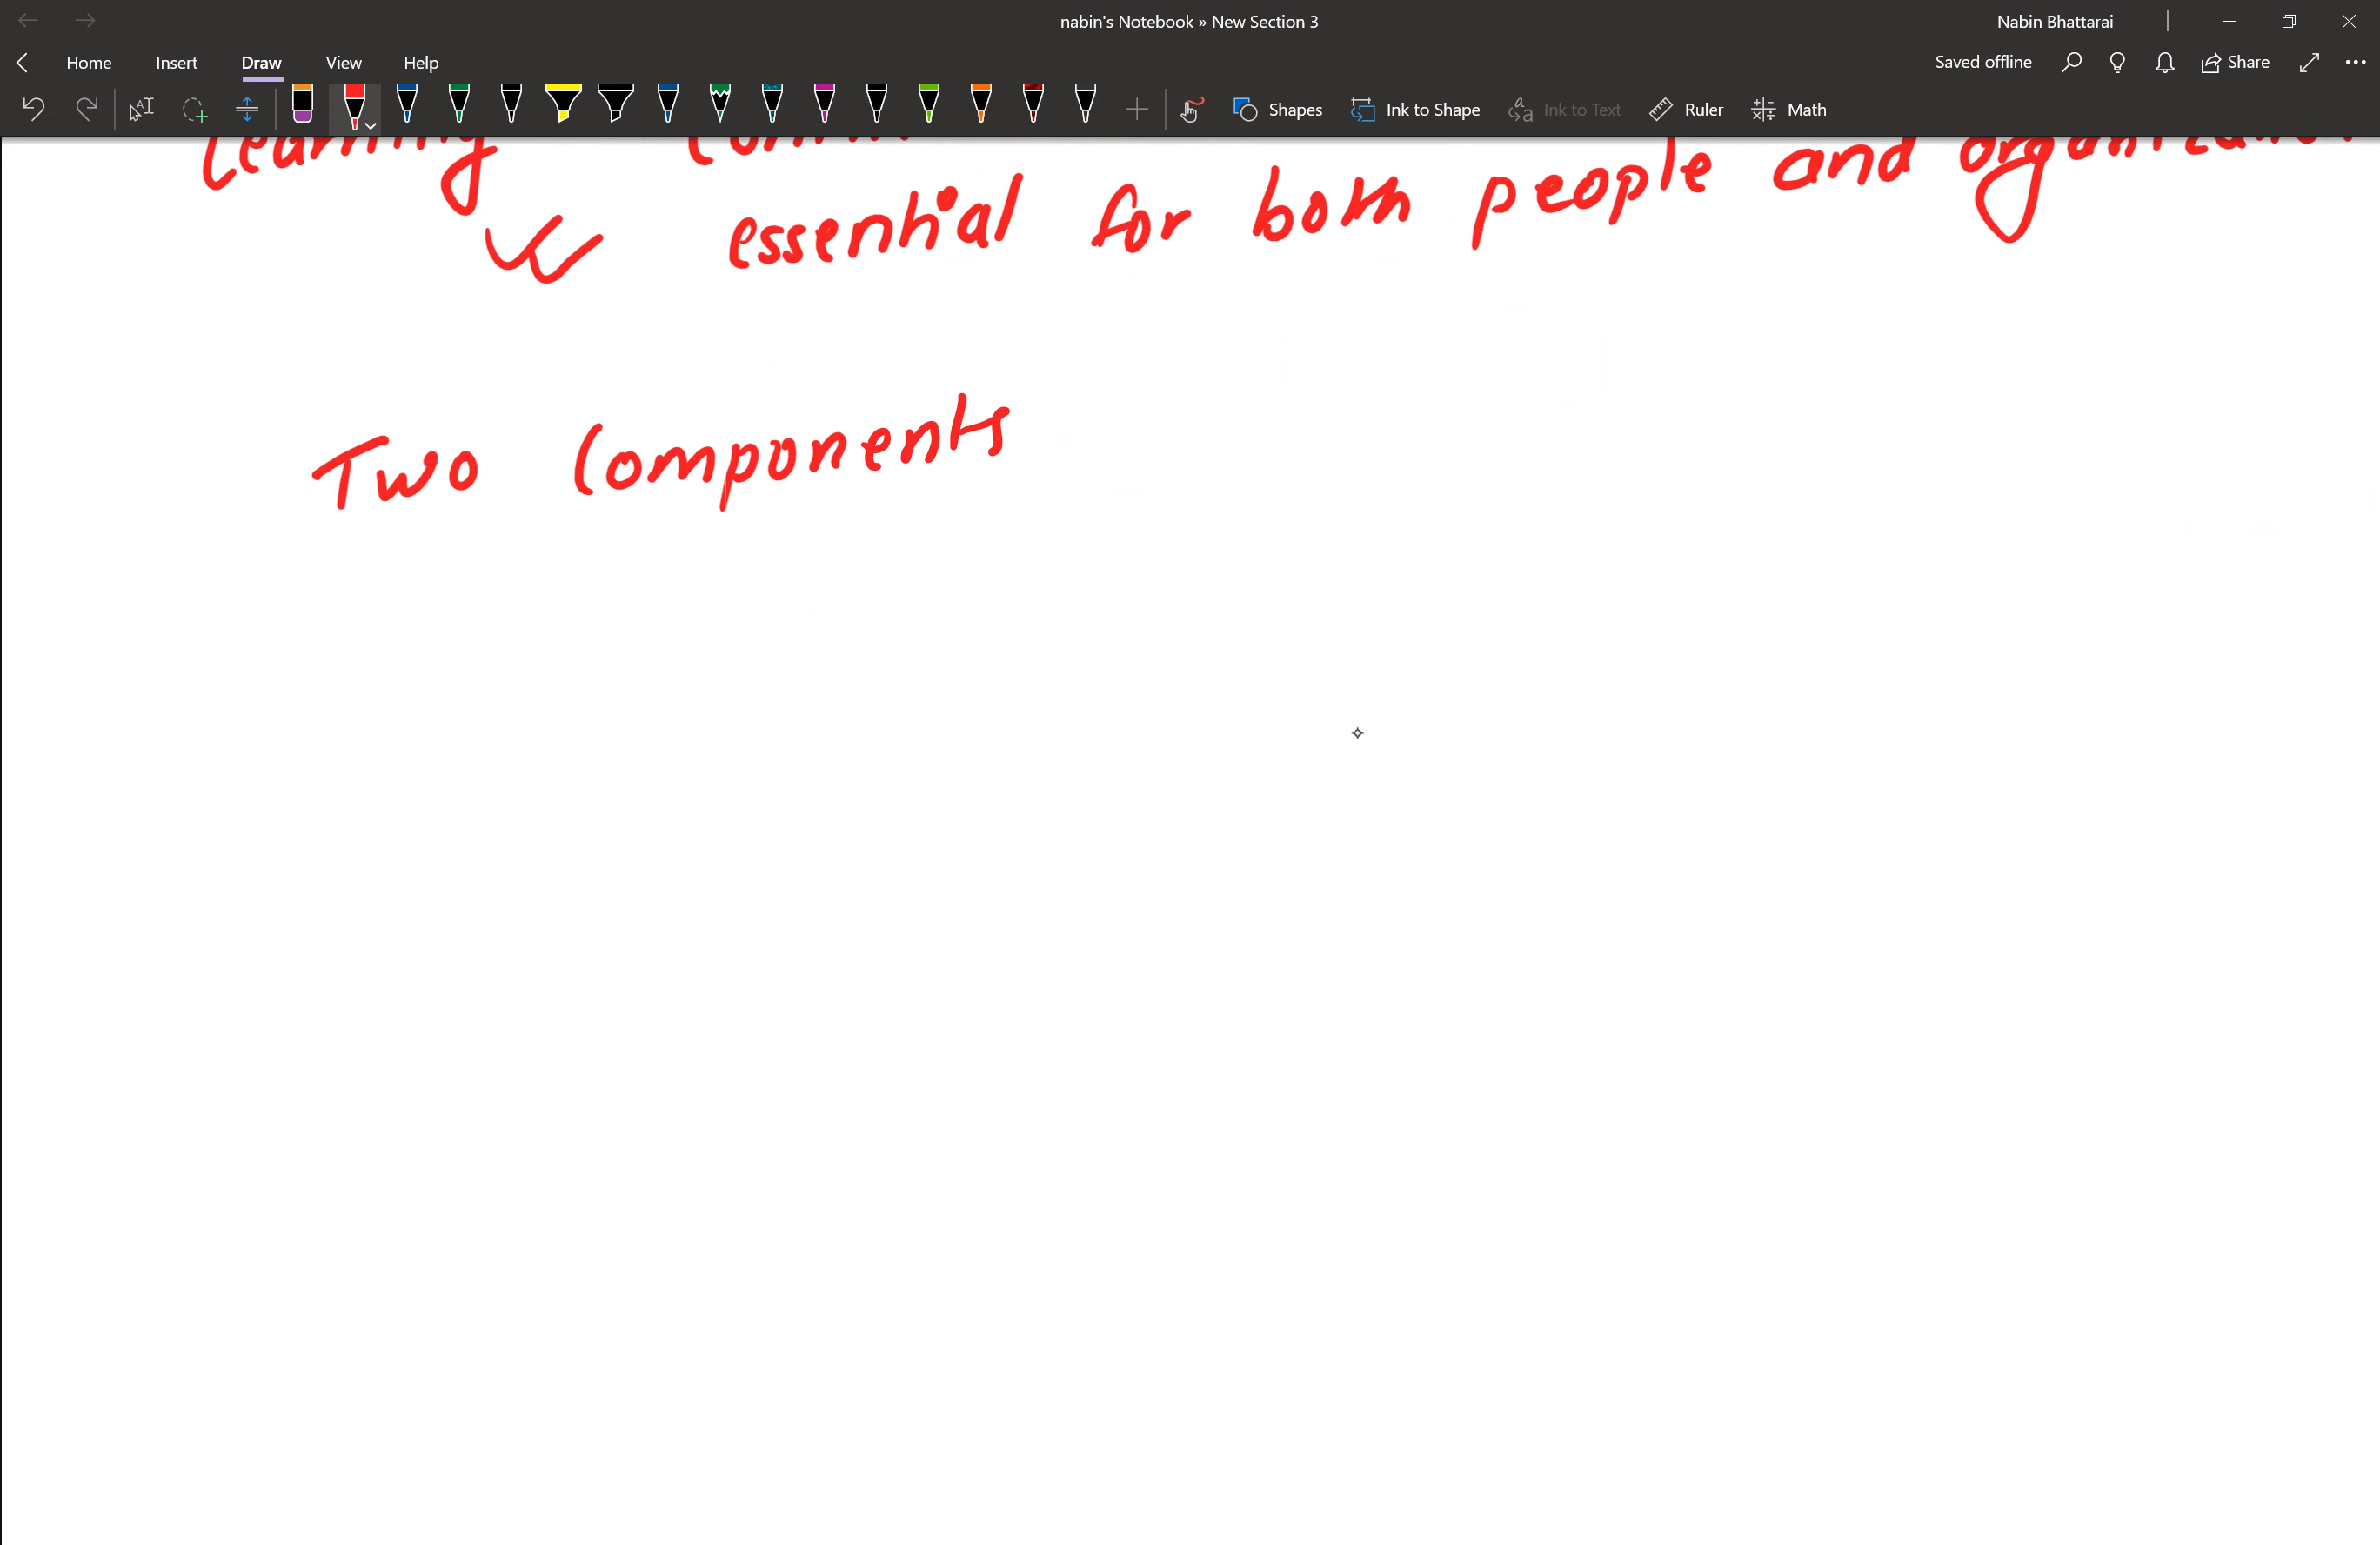 nabin's Notebook » New Section 3
Nabin Bhattarai
Home Insert Draw View Help
Saved offline
Share
Shapes Ink to Shape Ink to Text Ruler Math
Learning
and
essential for both people
Two Components